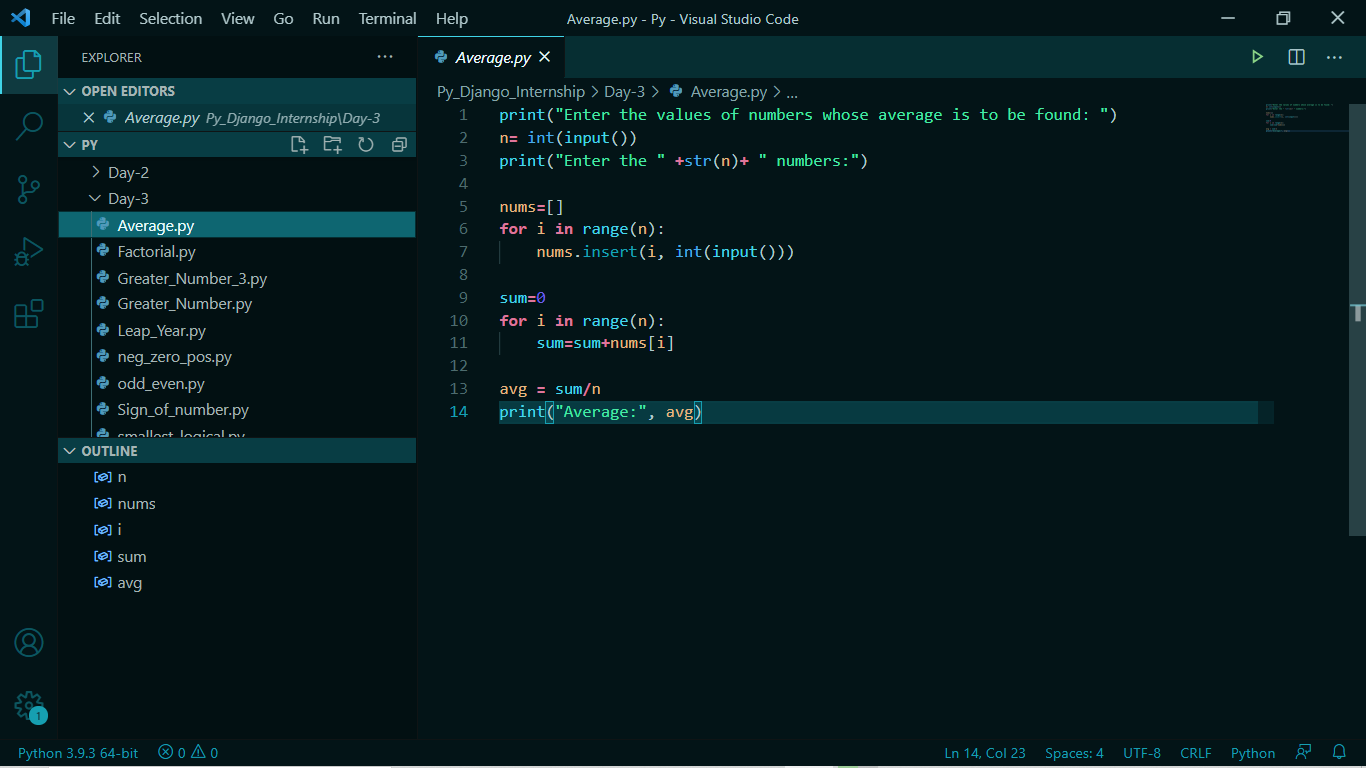 File Edit Selection View Go Run Terminal Help
Average.py - Py - Visual Studio Code
EXPLORER
OPEN EDITORS
Average.py Py_Django_Internship\Day-3
PY
Day-2
Day-3
Average.py
Factorial.py
Greater_Number_3.py
Greater_Number.py
Leap_Year.py
neg_zero_pos.py
odd_even.py
Sign_of_number.py
smallest_logical.py
OUTLINE
n
nums
i
sum
avg
1
Average.py
Py_Django_Internship > Day-3 > Average.py > ...
1 print("Enter the values of numbers whose average is to be found: ")
2 n= int(input())
3 print("Enter the " +str(n)+ " numbers:")
4
5 nums=[]
6 for i in range(n):
7     nums.insert(i, int(input()))
8
9 sum=0
10 for i in range(n):
11     sum=sum+nums[i]
12
13 avg = sum/n
14 print("Average:", avg)
Python 3.9.3 64-bit 0 0 Ln 14, Col 23 Spaces: 4 UTF-8 CRLF Python